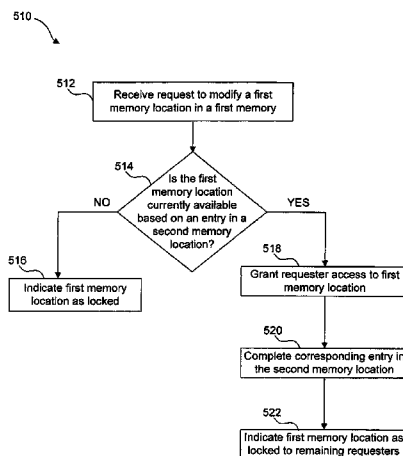 510
512
Receive request to modify a first
memory location in a first memory
514
Is the first
memory location
currently available
based on an entry in a
second memory
location?
NO
YES
516
Indicate first memory
location as locked
518
Grant requester access to first
memory location
520
Complete corresponding entry in
the second memory location
522
Indicate first memory location as
locked to remaining requesters